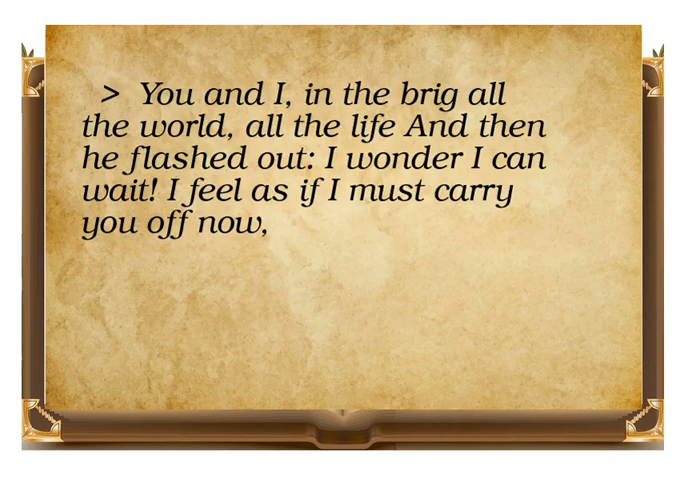 > You and I, in the brig all
the world, all the life And then
he flashed out: I wonder I can
wait! I feel as if I must carry
you off now,